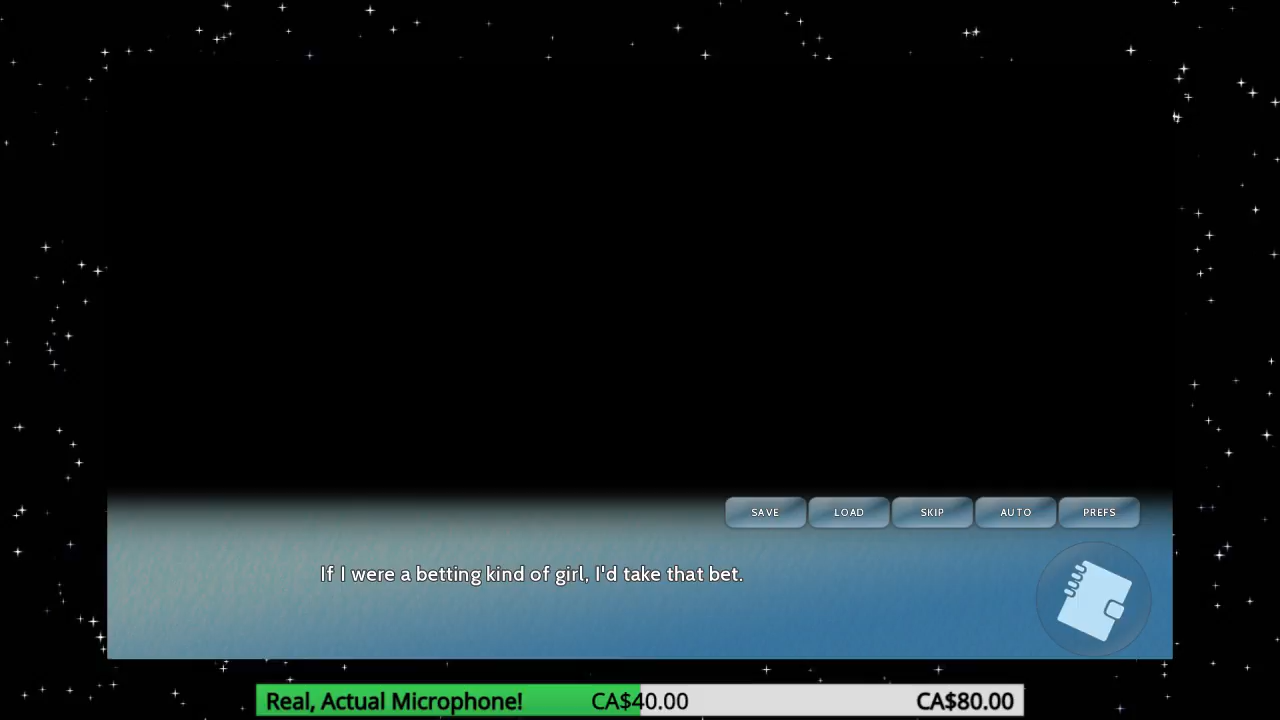 SAVE LOAD SKIP AUTO PREFS
If I were a betting kind of girl, I'd take that bet.
Real, Actual Microphone! CA$40.00 CA$80.00